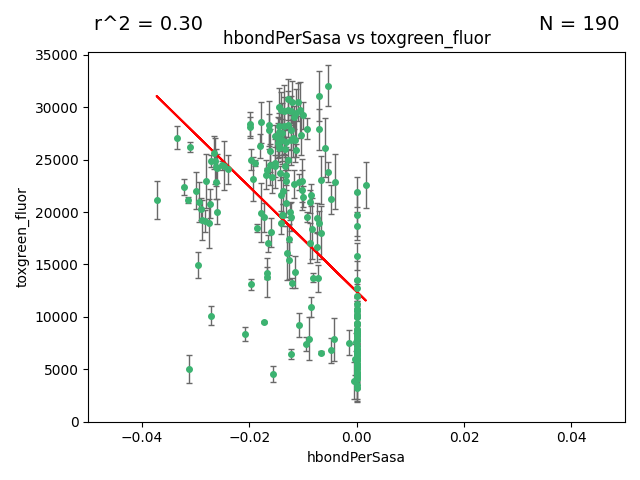 r^2 = 0.30
N = 190
hbondPerSasa vs toxgreen_fluor
35000
30000
25000
20000
15000
10000
5000
0
toxgreen_fluor
−0.04
−0.02
0.00
0.02
0.04
hbondPerSasa